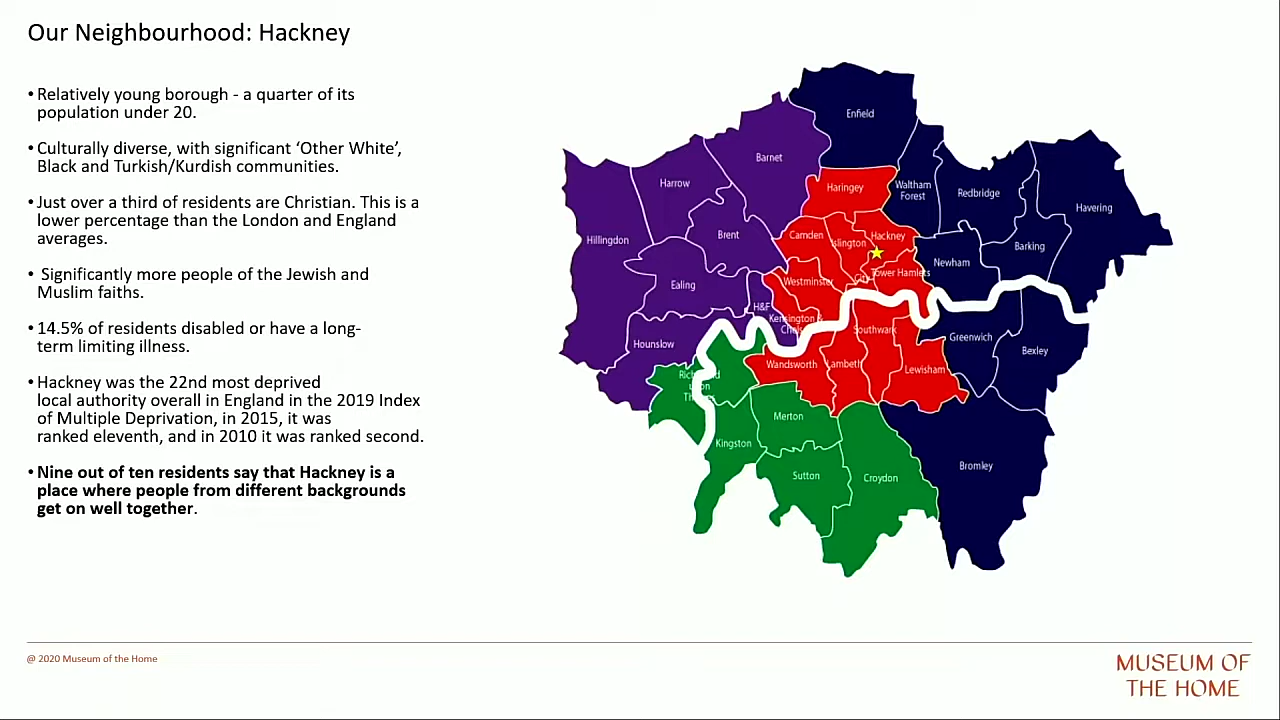 Our Neighbourhood: Hackney
• Relatively young borough - a quarter of its
population under 20.
• Culturally diverse, with significant ‘Other White’,
Black and Turkish/Kurdish communities.
• Just over a third of residents are Christian. This is a
lower percentage than the London and England
averages.
• Significantly more people of the Jewish and
Muslim faiths.
• 14.5% of residents disabled or have a long-
term limiting illness.
• Hackney was the 22nd most deprived
local authority overall in England in the 2019 Index
of Multiple Deprivation, in 2015, it was
ranked eleventh, and in 2010 it was ranked second.
• Nine out of ten residents say that Hackney is a
place where people from different backgrounds
get on well together.
Enfield
Barnet
Harrow
Haringey
Waltham
Forest
Redbridge
Havering
Hillingdon
Brent
Camden
Islington
Hackney
Barking
Newham
Ealing
Westminster
City
Tower Hamlets
H&F
Kensington &
Hounslow
Southwark
Greenwich
Bexley
Wandsworth
Lambeth
Lewisham
upon
Merton
Kingston
Sutton
Croydon
Bromley
@ 2020 Museum of the Home
MUSEUM OF
THE HOME